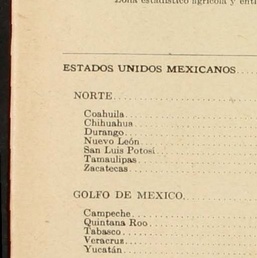 Zona estadístico agrícola y enti
ESTADOS UNIDOS MEXICANOS....
NORTE..............
Coahuila..............
Chihuahua..............
Durango..............
Nuevo León..............
San Luis Potosí..............
Tamaulipas..............
Zacatecas..............
GOLFO DE MEXICO..............
Campeche..............
Quintana Roo..............
Tabasco..............
Veracruz..............
Yucatán..............